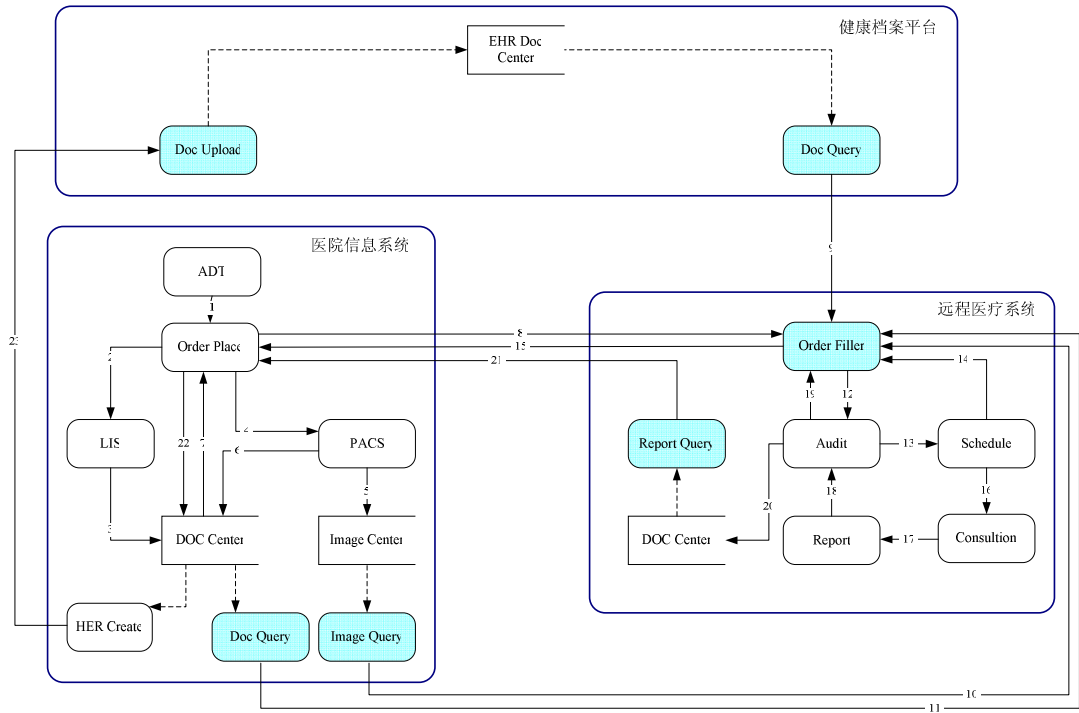 健康档案平台
EHR Doc
Center
Doc Upload
Doc Query
9
医院信息系统
ADT
1
Order Place
2
22
7
4
6
LIS
PACS
5
3
DOC Center
Image Center
HER Create
Doc Query
Image Query
23
8
15
21
远程医疗系统
Order Filler
14
19
12
Report Query
Audit
13
Schedule
20
18
16
DOC Center
Report
17
Consultion
10
11